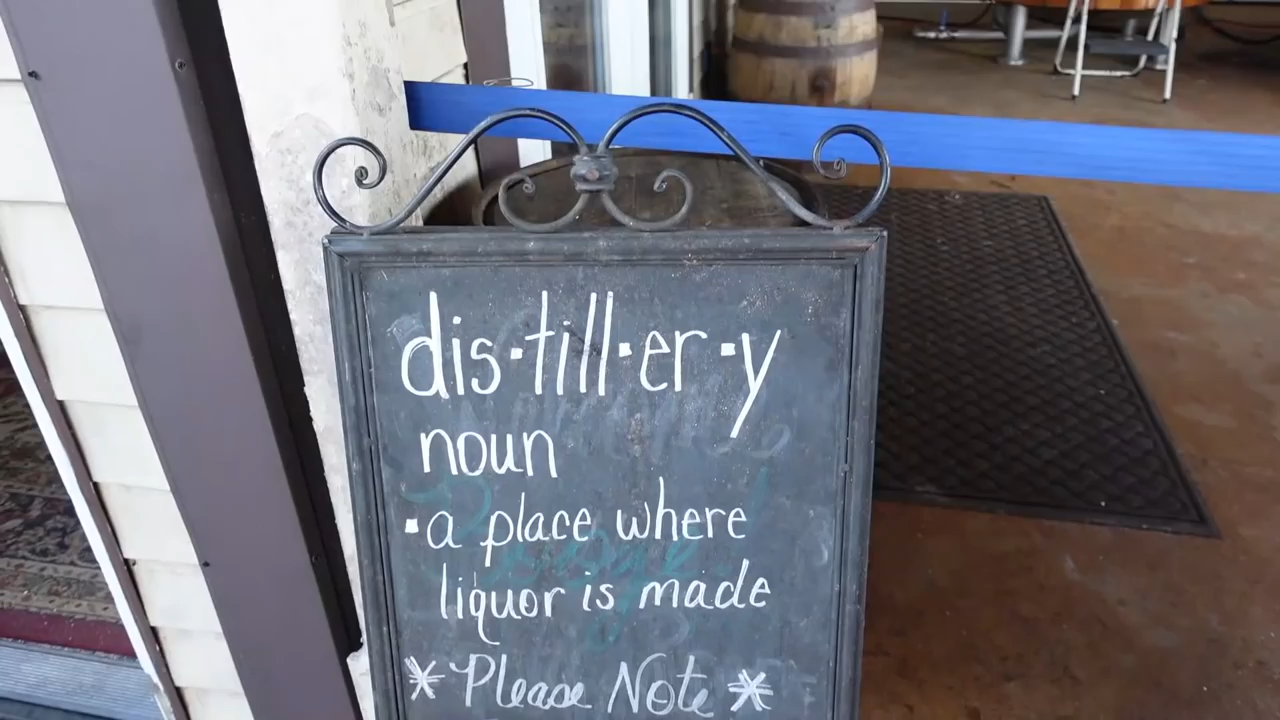 dis·till·er·y
noun
▪a place where
liquor is made
* Please Note *